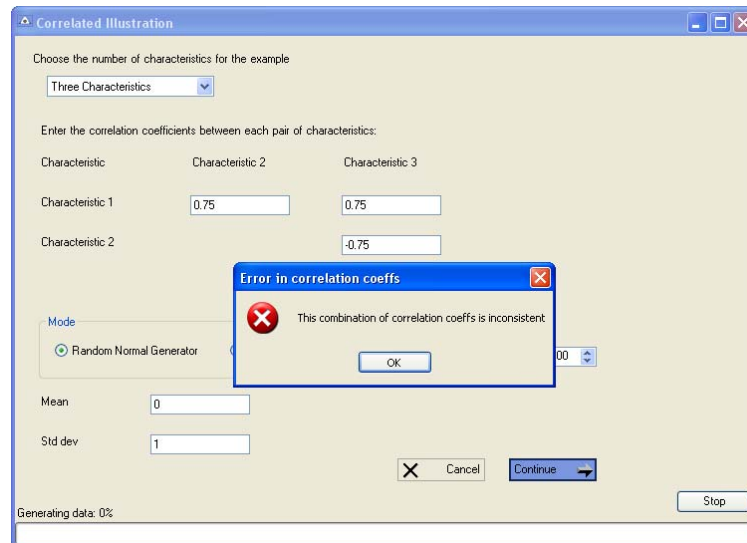 Correlated Illustration
Choose the number of characteristics for the example
Three Characteristics
Enter the correlation coefficients between each pair of characteristics:
Characteristic Characteristic 2 Characteristic 3
Characteristic 1 0.75 0.75
Characteristic 2 -0.75
Error in correlation coeffs
This combination of correlation coeffs is inconsistent
OK
Mode
Random Normal Generator
00
Mean 0
Std dev 1
Cancel Continue
Stop
Generating data: 0%